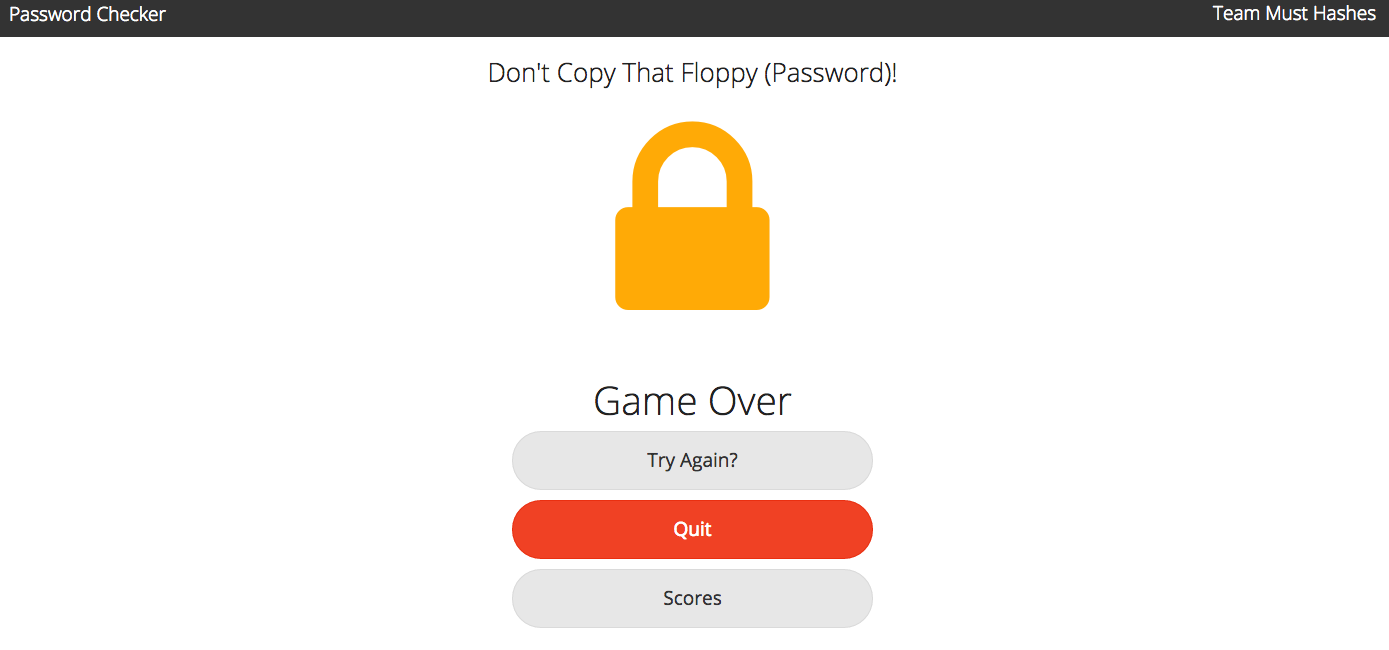 Password Checker
Team Must Hashes
Don't Copy That Floppy (Password)!
Game Over
Try Again?
Quit
Scores